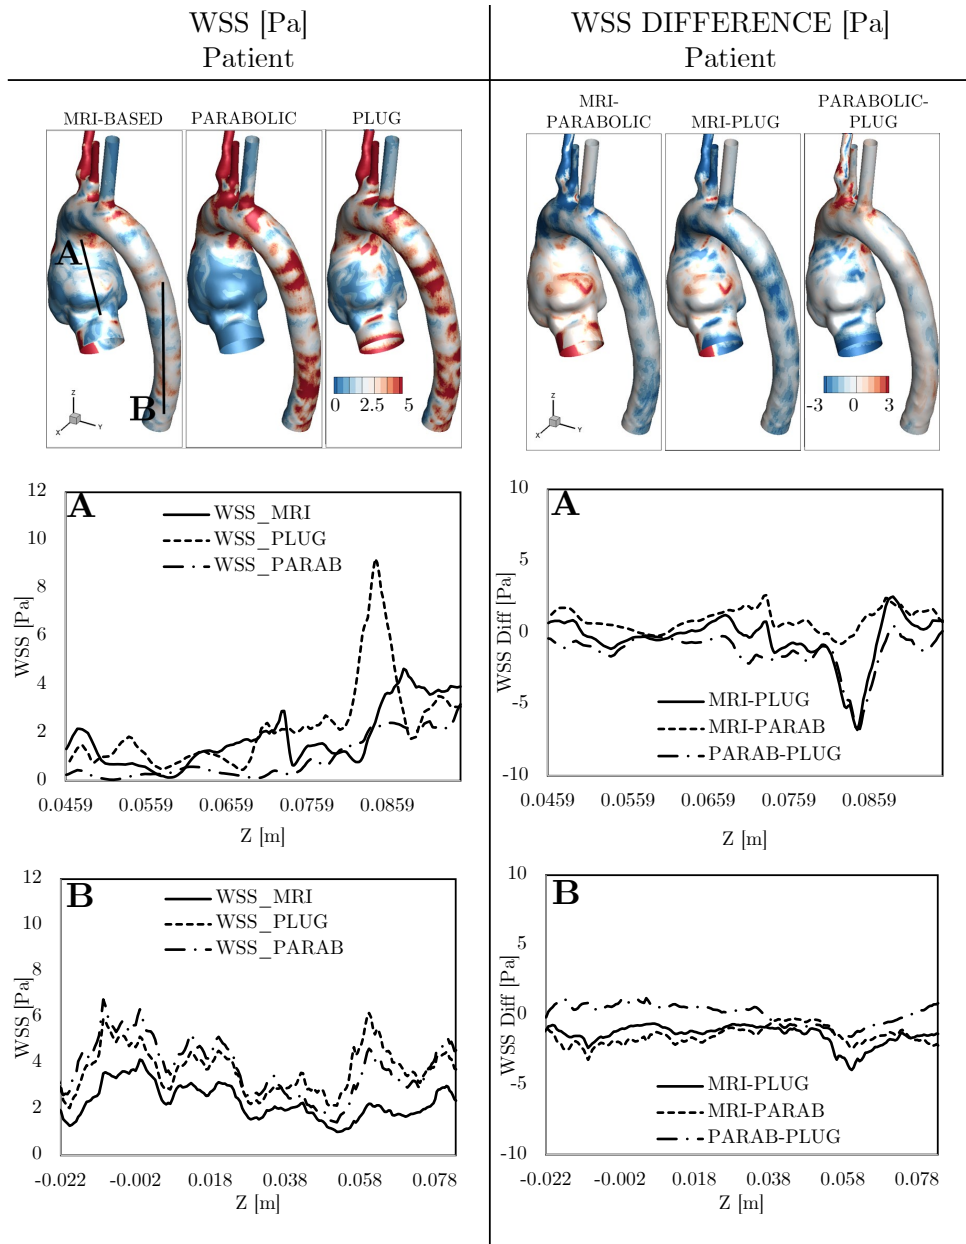 WSS [Pa]
Patient
MRI-BASED
PARABOLIC
PLUG
A
B
Z
X
Y
0
2.5
5
12
10
8
6
4
2
0
WSS [Pa]
A
WSS_MRI
WSS_PLUG
WSS_PARAB
0.0459
0.0559
0.0659
0.0759
0.0859
Z [m]
12
10
8
6
4
2
0
WSS [Pa]
B
WSS_MRI
WSS_PLUG
WSS_PARAB
-0.022
-0.002
0.018
0.038
0.058
0.078
Z [m]
WSS DIFFERENCE [Pa]
Patient
MRI-
PARABOLIC
MRI-PLUG
PARABOLIC-
PLUG
Z
X
Y
-3
0
3
10
5
0
-5
-10
WSS Diff [Pa]
A
MRI-PLUG
MRI-PARAB
PARAB-PLUG
0.0459
0.0559
0.0659
0.0759
0.0859
Z [m]
10
5
0
-5
-10
WSS Diff [Pa]
B
MRI-PLUG
MRI-PARAB
PARAB-PLUG
-0.022
-0.002
0.018
0.038
0.058
0.078
Z [m]